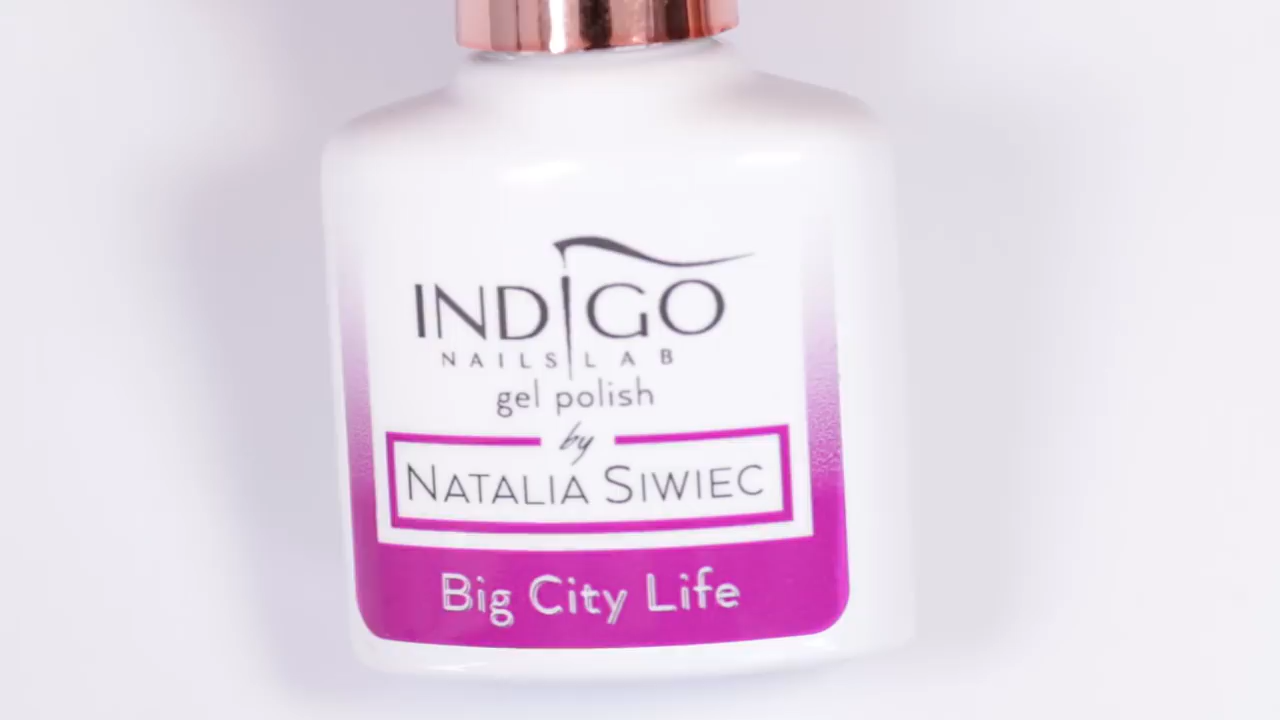 INDIGO
NAILS LAB
gel polish
by
NATALIA SIWIEC
Big City Life